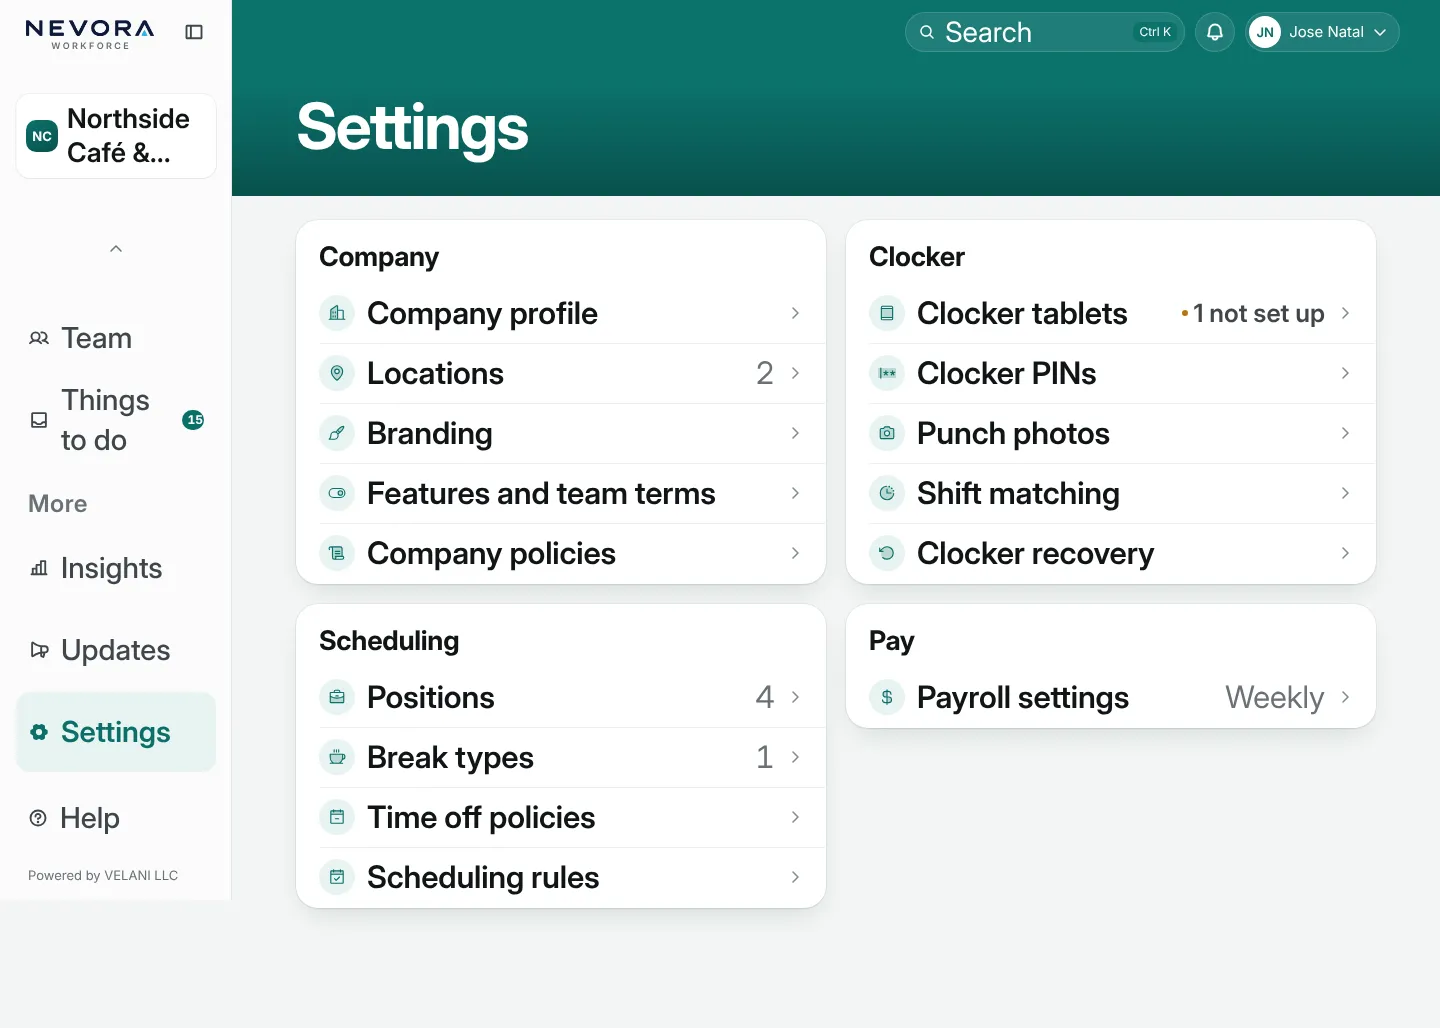 NEVORA
WORKFORCE
Search
Ctrl K
JN
Jose Natal
NC
Northside
Café &...
Settings
Team
Things
to do
15
More
Insights
Updates
Settings
Help
Powered by VELANI LLC
Company
Company profile
Locations 2
Branding
Features and team terms
Company policies
Clocker
Clocker tablets 1 not set up
Clocker PINs
Punch photos
Shift matching
Clocker recovery
Scheduling
Positions 4
Break types 1
Time off policies
Scheduling rules
Pay
Payroll settings Weekly